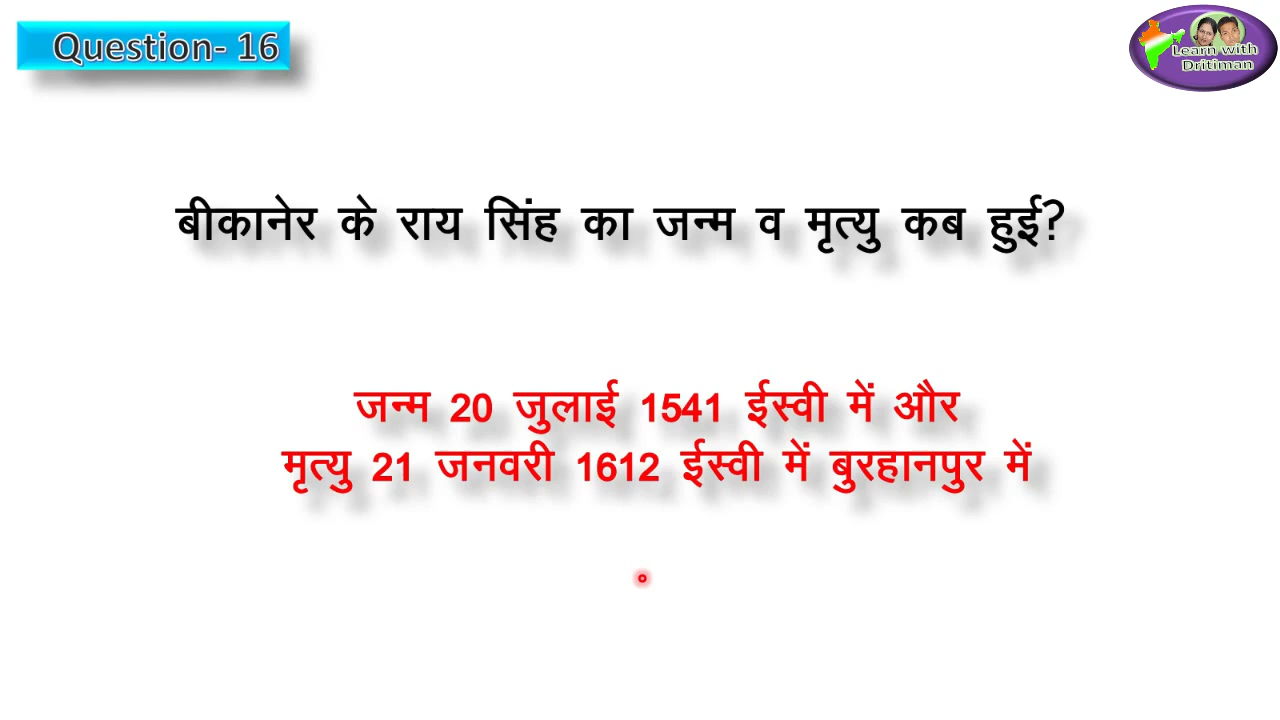 Question- 16
Learn with
Dritiman
बीकानेर के राय सिंह का जन्म व मृत्यु कब हुई?
जन्म 20 जुलाई 1541 ईस्वी में और
मृत्यु 21 जनवरी 1612 ईस्वी में बुरहानपुर में